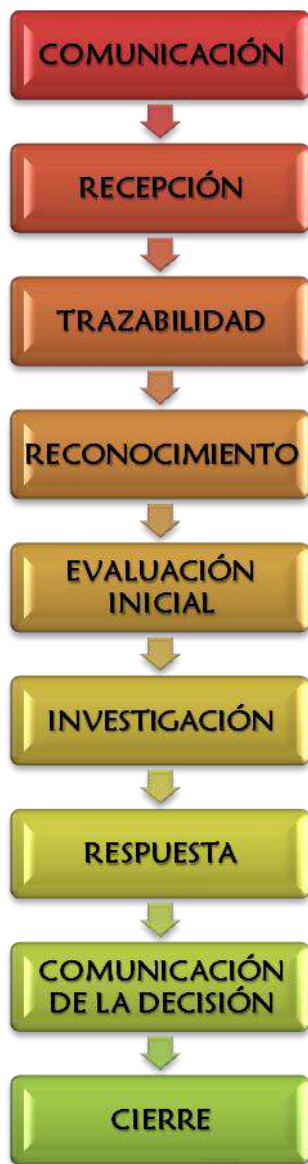 COMUNICACIÓN
RECEPCIÓN
TRAZABILIDAD
RECONOCIMIENTO
EVALUACIÓN
INICIAL
INVESTIGACIÓN
RESPUESTA
COMUNICACIÓN
DE LA DECISIÓN
CIERRE